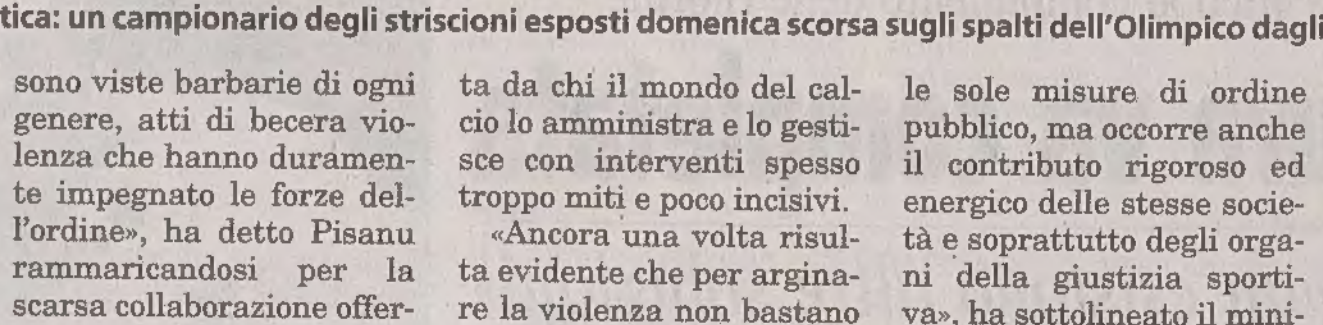 tica: un campionario degli striscioni esposti domenica scorsa sugli spalti dell'Olimpico dagli
sono viste barbarie di ogni
genere, atti di becera vio-
lenza che hanno duramen-
te impegnato le forze del-
l'ordine», ha detto Pisanu
rammaricandosi per la
scarsa collaborazione offer-
ta da chi il mondo del cal-
cio lo amministra e lo gesti-
sce con interventi spesso
troppo miti e poco incisivi.
«Ancora una volta risul-
ta evidente che per argina-
re la violenza non bastano
le sole misure di ordine
pubblico, ma occorre anche
il contributo rigoroso ed
energico delle stesse socie-
tà e soprattutto degli orga-
ni della giustizia sporti-
va», ha sottolineato il mini-